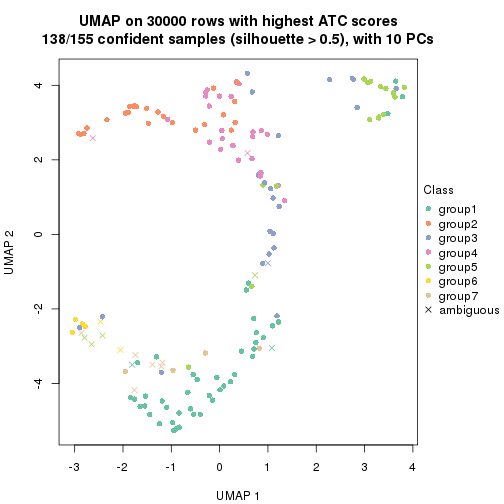 UMAP on 30000 rows with highest ATC scores
138/155 confident samples (silhouette > 0.5), with 10 PCs
4
2
0
-2
-4
UMAP 2
-3 -2 -1 0 1 2 3 4
UMAP 1
Class
group1
group2
group3
group4
group5
group6
group7
ambiguous